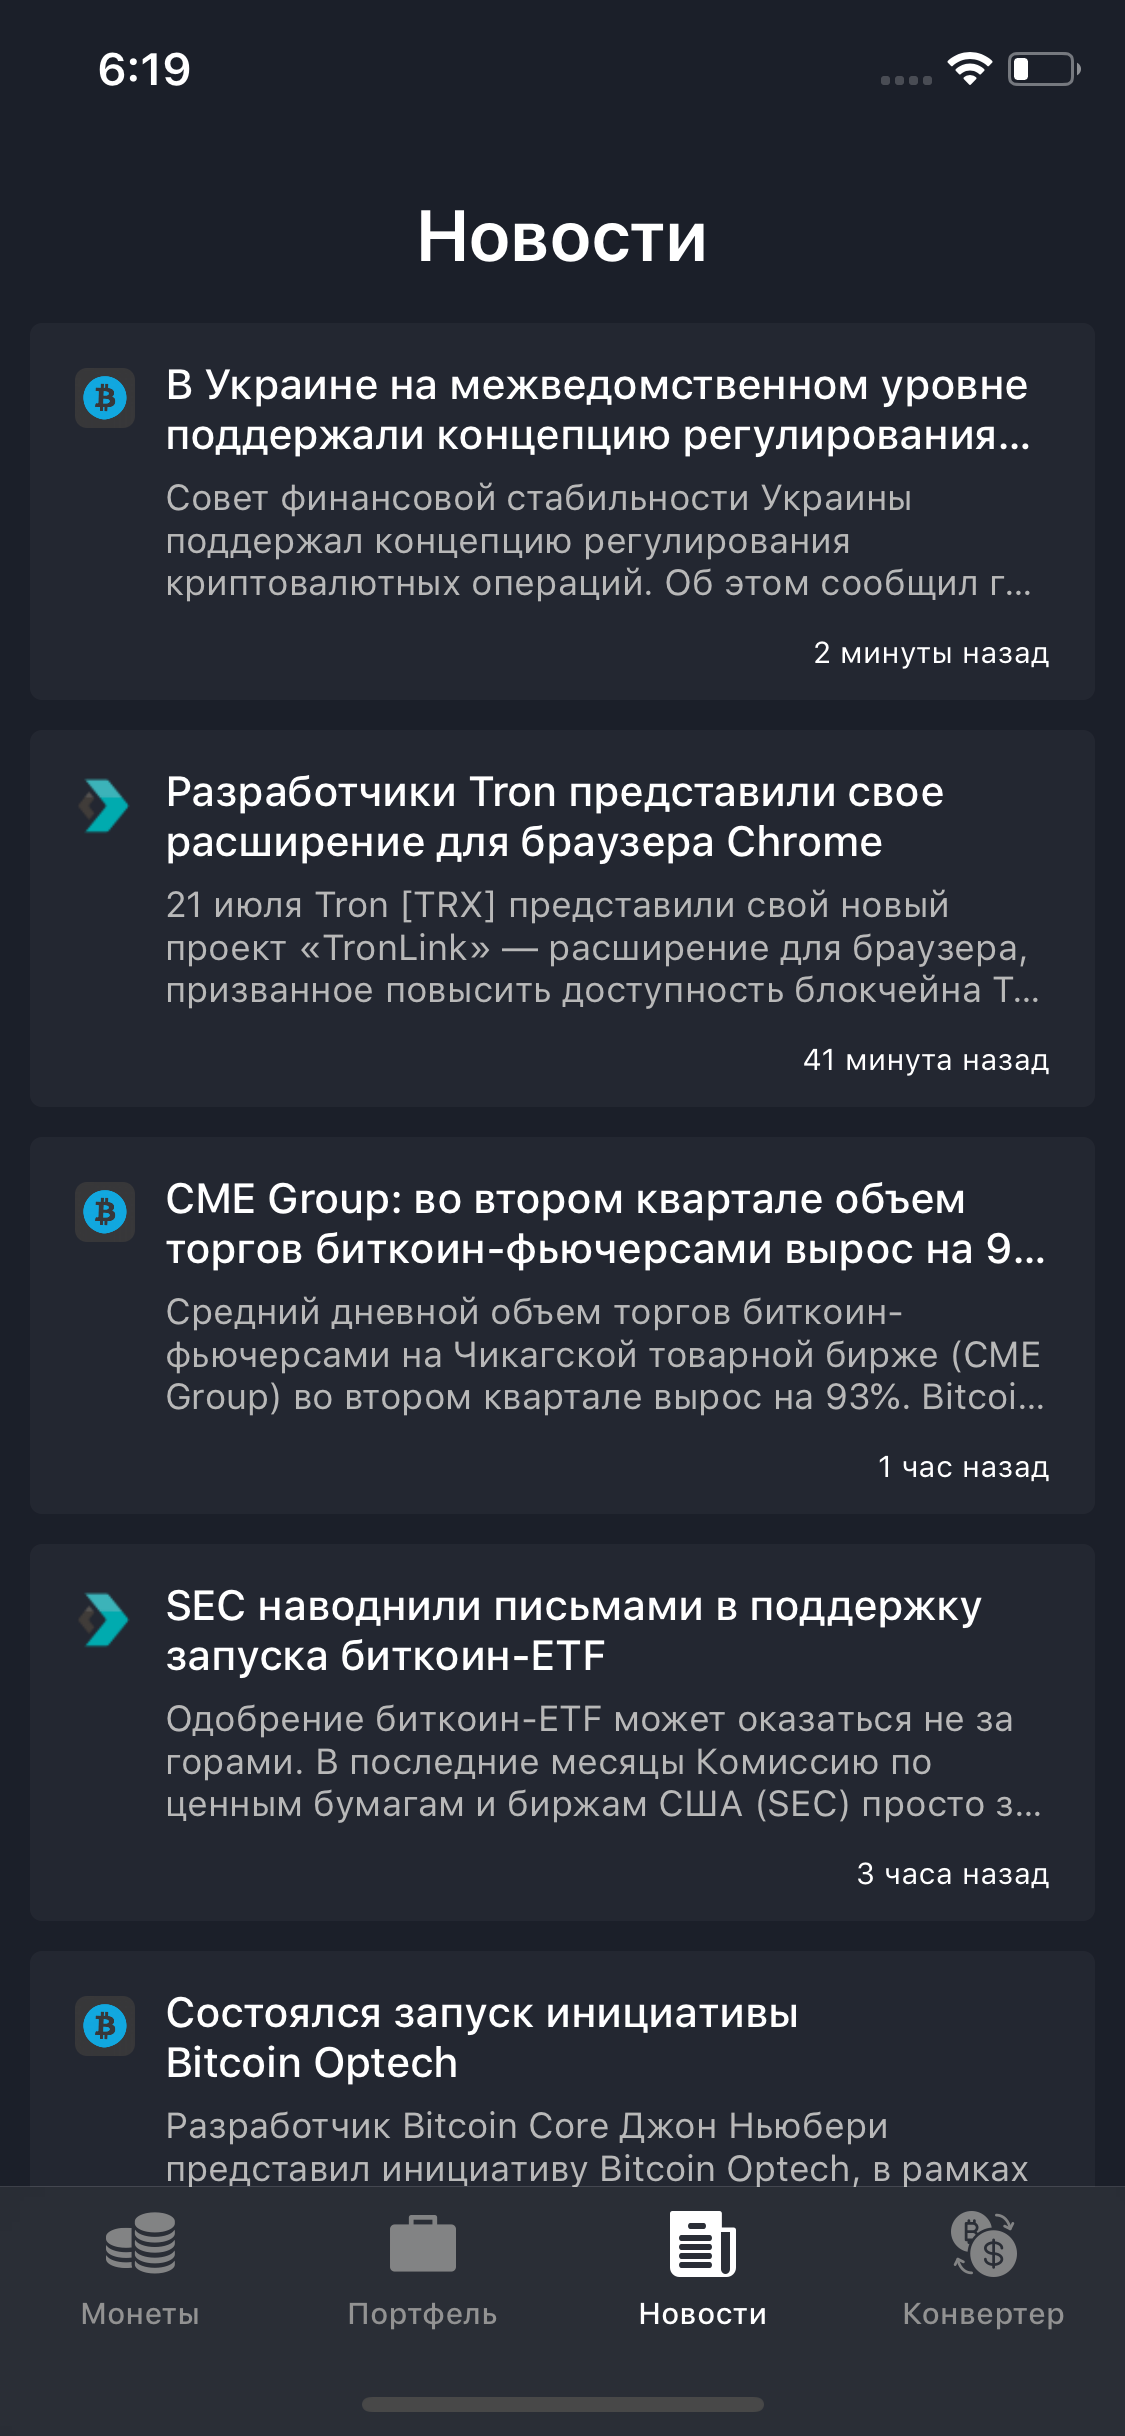 6:19
Новости
В Украине на межведомственном уровне
поддержали концепцию регулирования...
Совет финансовой стабильности Украины
поддержал концепцию регулирования
криптовалютных операций. Об этом сообщил г...
2 минуты назад
Разработчики Tron представили свое
расширение для браузера Chrome
21 июля Tron [TRX] представили свой новый
проект «TronLink» — расширение для браузера,
призванное повысить доступность блокчейна T...
41 минута назад
CME Group: во втором квартале объем
торгов биткоин-фьючерсами вырос на 9...
Средний дневной объем торгов биткоин-
фьючерсами на Чикагской товарной бирже (CME
Group) во втором квартале вырос на 93%. Bitcoi...
1 час назад
SEC наводнили письмами в поддержку
запуска биткоин-ETF
Одобрение биткоин-ETF может оказаться не за
горами. В последние месяцы Комиссию по
ценным бумагам и биржам США (SEC) просто з...
3 часа назад
Состоялся запуск инициативы
Bitcoin Optech
Разработчик Bitcoin Core Джон Ньюбери
представил инициативу Bitcoin Optech, в рамках
Монеты
Портфель
Новости
Конвертер